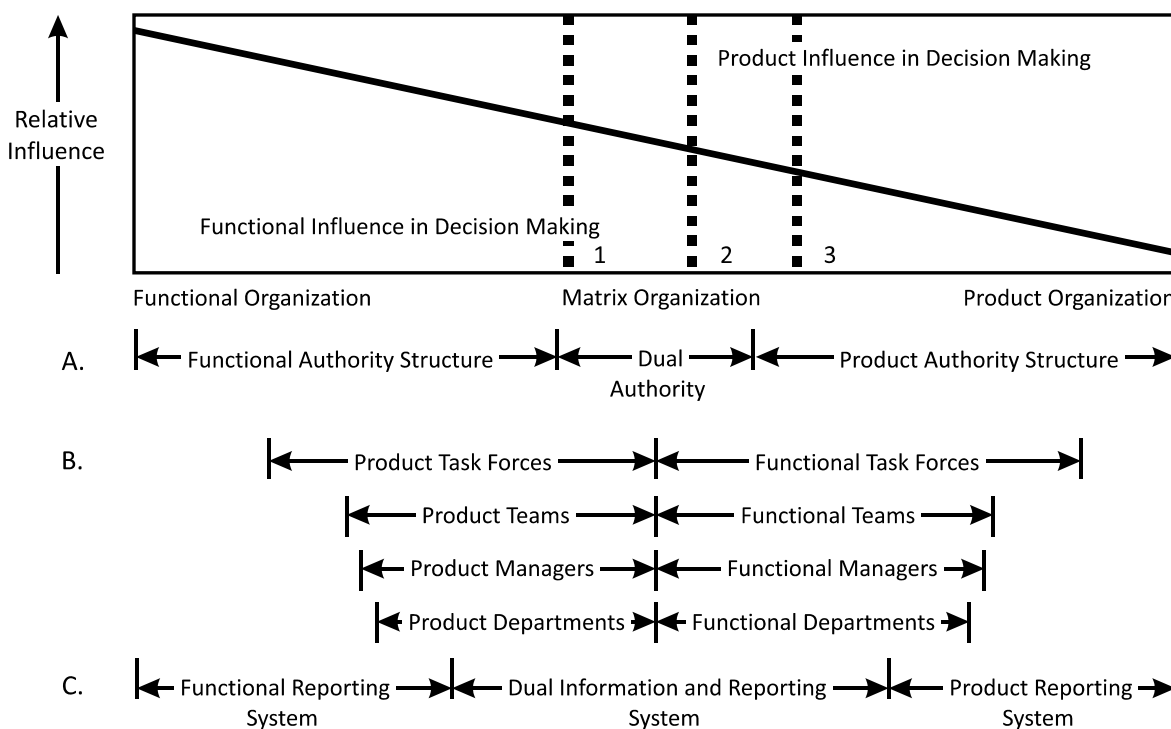 Product Influence in Decision Making
Relative
Influence
Functional Influence in Decision Making
1
2
3
Functional Organization
Matrix Organization
Product Organization
A.
Functional Authority Structure
Dual
Authority
Product Authority Structure
B.
Product Task Forces
Functional Task Forces
Product Teams
Functional Teams
Product Managers
Functional Managers
Product Departments
Functional Departments
C.
Functional Reporting
System
Dual Information and Reporting
System
Product Reporting
System